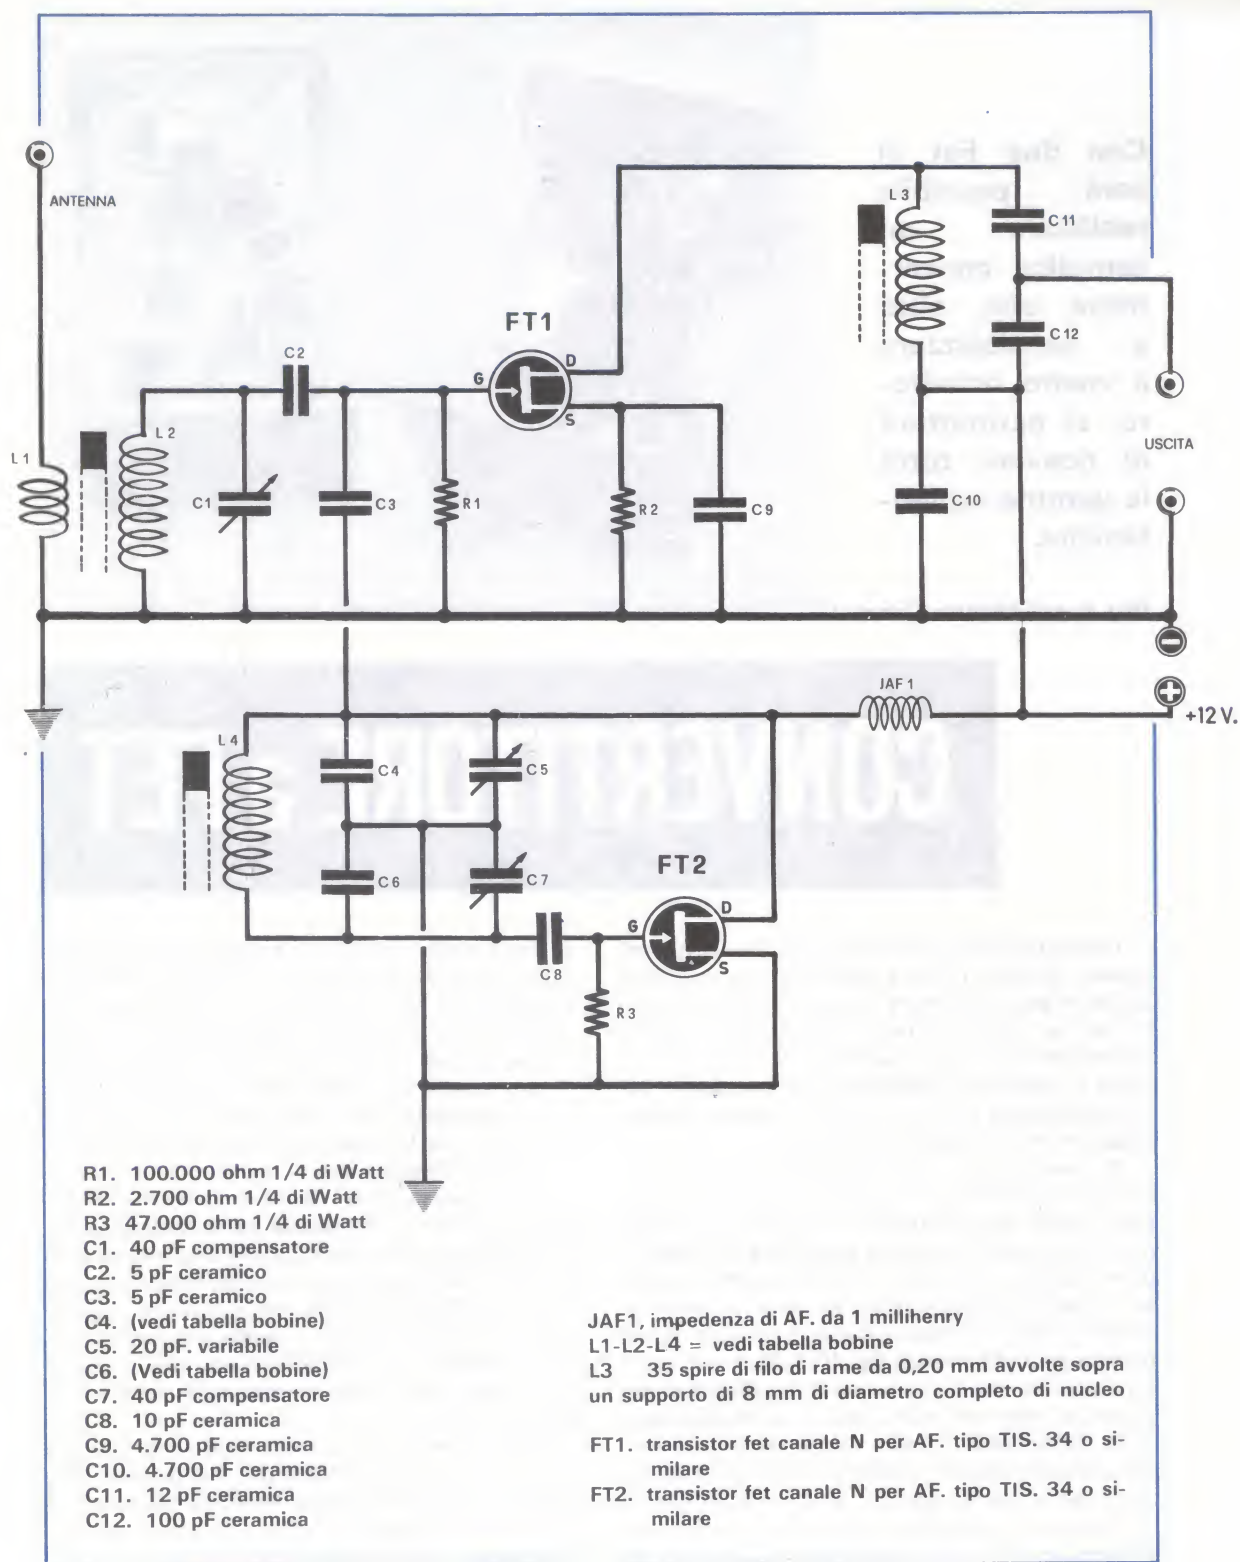 ANTENNA
L1
L2
C1
C2
C3
R1
FT1
G
D
S
R2
C9
L3
C11
C12
C10
USCITA
JAF 1
+12 V.
L4
C4
C5
C6
C7
FT2
G
D
S
C8
R3
R1. 100.000 ohm 1/4 di Watt
R2. 2.700 ohm 1/4 di Watt
R3 47.000 ohm 1/4 di Watt
C1. 40 pF compensatore
C2. 5 pF ceramico
C3. 5 pF ceramico
C4. (vedi tabella bobine)
C5. 20 pF. variabile
C6. (Vedi tabella bobine)
C7. 40 pF compensatore
C8. 10 pF ceramica
C9. 4.700 pF ceramica
C10. 4.700 pF ceramica
C11. 12 pF ceramica
C12. 100 pF ceramica
JAF1, impedenza di AF. da 1 millihenry
L1-L2-L4 = vedi tabella bobine
L3 35 spire di filo di rame da 0,20 mm avvolte sopra
un supporto di 8 mm di diametro completo di nucleo
FT1. transistor fet canale N per AF. tipo TIS. 34 o si-
milare
FT2. transistor fet canale N per AF. tipo TIS. 34 o si-
milare